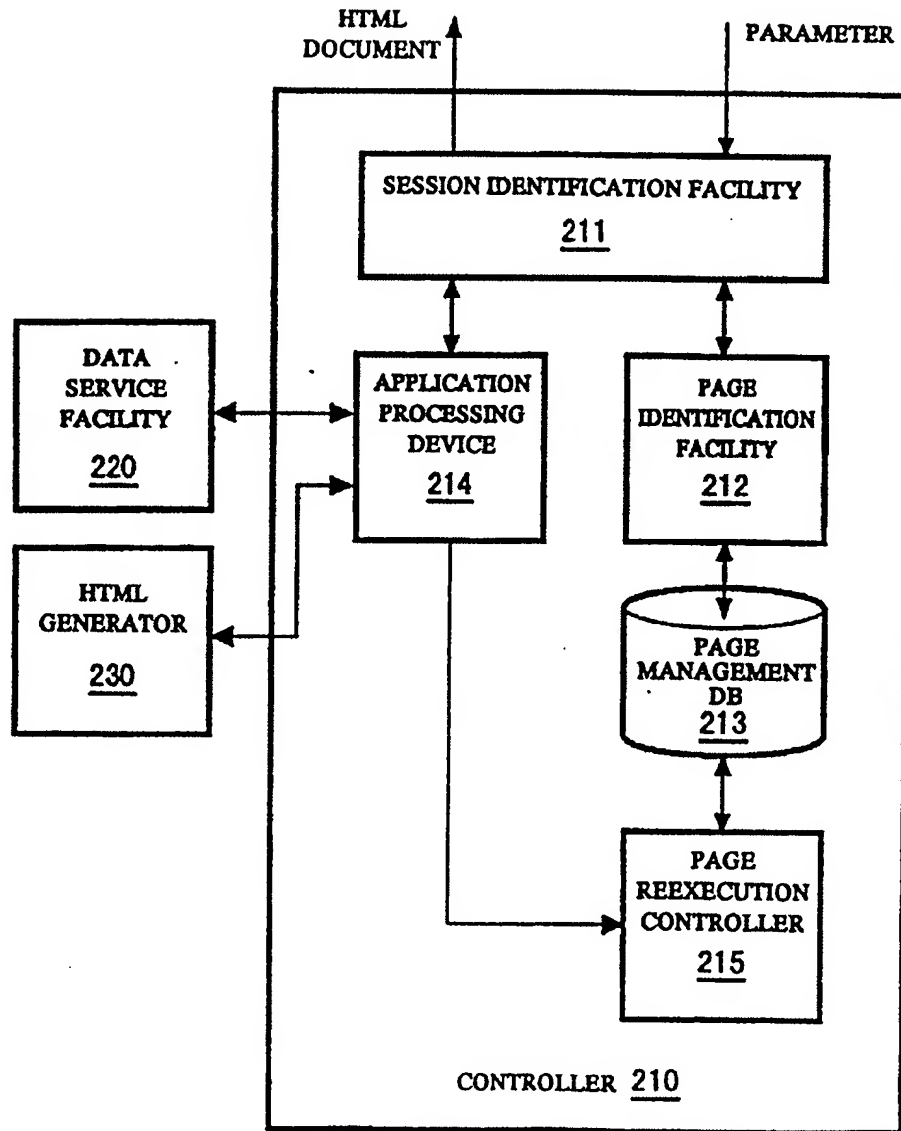 HTML
DOCUMENT
PARAMETER
SESSION IDENTIFICATION FACILITY
211
DATA
SERVICE
FACILITY
220
APPLICATION
PROCESSING
DEVICE
214
PAGE
IDENTIFICATION
FACILITY
212
HTML
GENERATOR
230
PAGE
MANAGEMENT
DB
213
PAGE
REEXECUTION
CONTROLLER
215
CONTROLLER 210